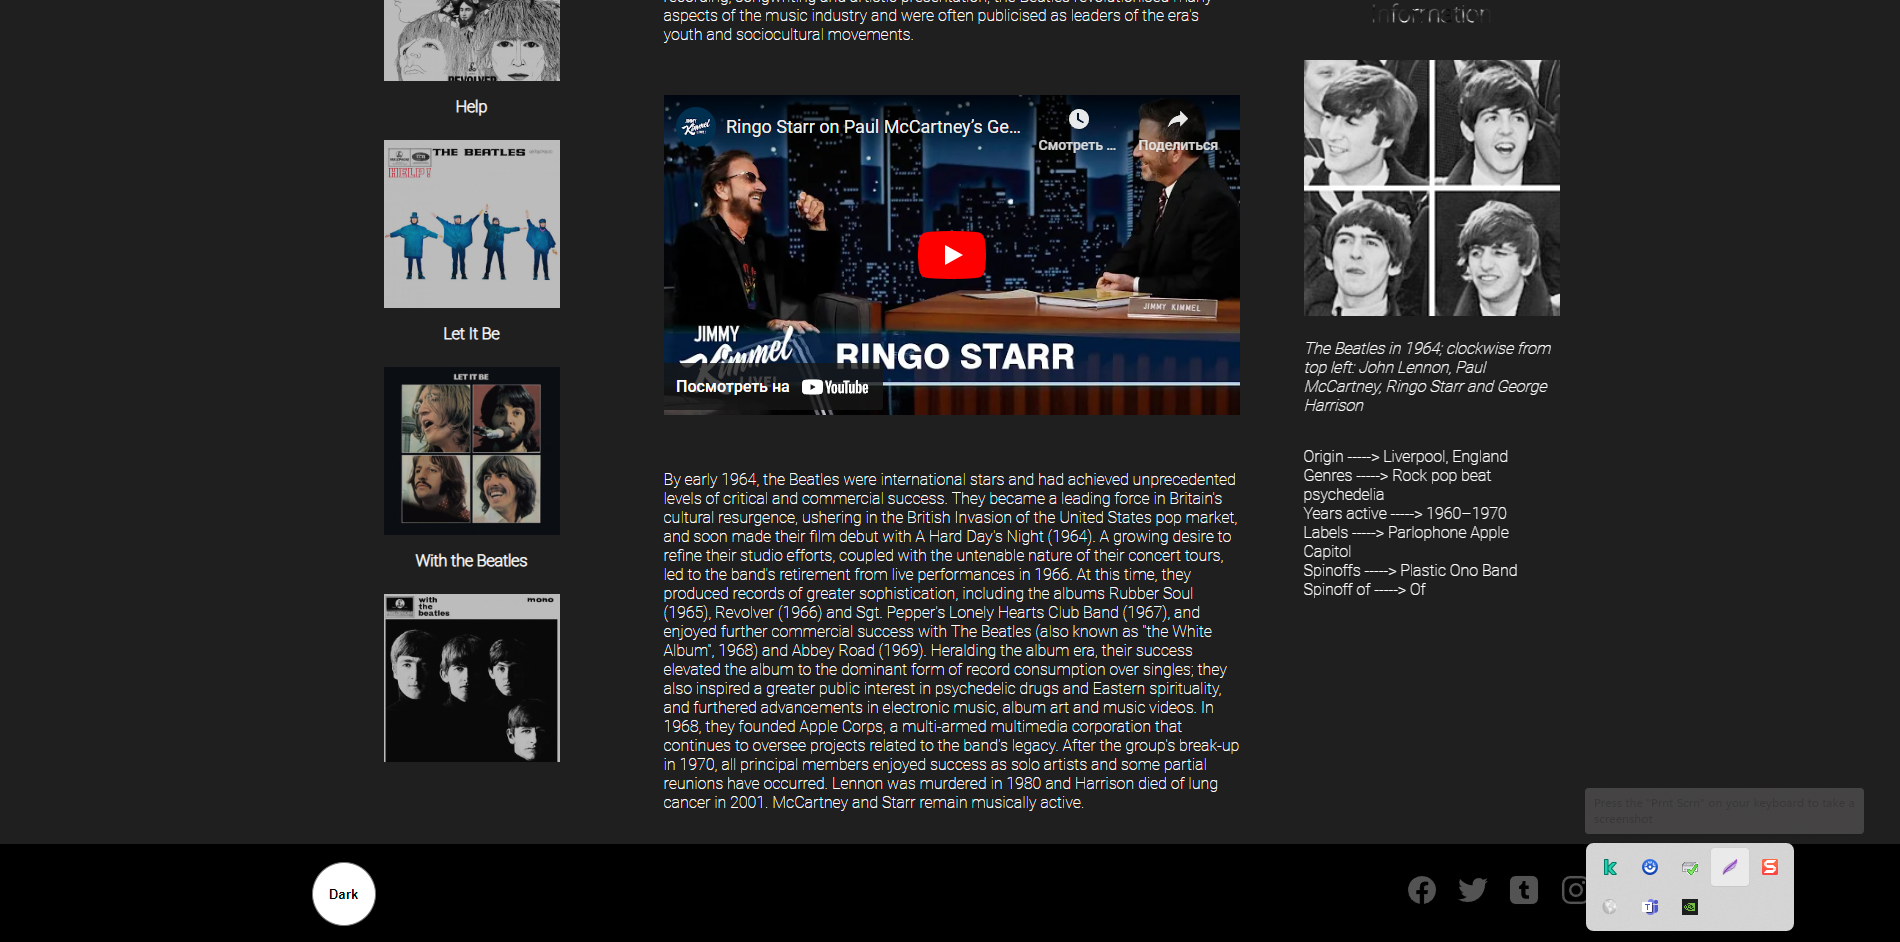 REVOLVER
Help
THE BEATLES
HELP!
Let It Be
LET IT BE
With the Beatles
with
the
beatles
mono
aspects of the music industry and were often publicised as leaders of the era's
youth and sociocultural movements.
Ringo Starr on Paul McCartney's Ge...
Смотреть ...
Поделиться
JIMMY KIMMEL
JIMMY
Kimmel
LIVE!
RINGO STARR
Посмотреть на YouTube
By early 1964, the Beatles were international stars and had achieved unprecedented
levels of critical and commercial success. They became a leading force in Britain's
cultural resurgence, ushering in the British Invasion of the United States pop market,
and soon made their film debut with A Hard Day's Night (1964). A growing desire to
refine their studio efforts, coupled with the untenable nature of their concert tours,
led to the band's retirement from live performances in 1966. At this time, they
produced records of greater sophistication, including the albums Rubber Soul
(1965), Revolver (1966) and Sgt. Pepper's Lonely Hearts Club Band (1967), and
enjoyed further commercial success with The Beatles (also known as "the White
Album", 1968) and Abbey Road (1969). Heralding the album era, their success
elevated the album to the dominant form of record consumption over singles; they
also inspired a greater public interest in psychedelic drugs and Eastern spirituality,
and furthered advancements in electronic music, album art and music videos. In
1968, they founded Apple Corps, a multi-armed multimedia corporation that
continues to oversee projects related to the band's legacy. After the group's break-up
in 1970, all principal members enjoyed success as solo artists and some partial
reunions have occurred. Lennon was murdered in 1980 and Harrison died of lung
cancer in 2001. McCartney and Starr remain musically active.
Information
The Beatles in 1964; clockwise from
top left: John Lennon, Paul
McCartney, Ringo Starr and George
Harrison
Origin -----> Liverpool, England
Genres -----> Rock pop beat
psychedelia
Years active -----> 1960–1970
Labels -----> Parlophone Apple
Capitol
Spinoffs -----> Plastic Ono Band
Spinoff of -----> Of
Press the "Prnt Scrn" on your keyboard to take a
screenshot
Dark